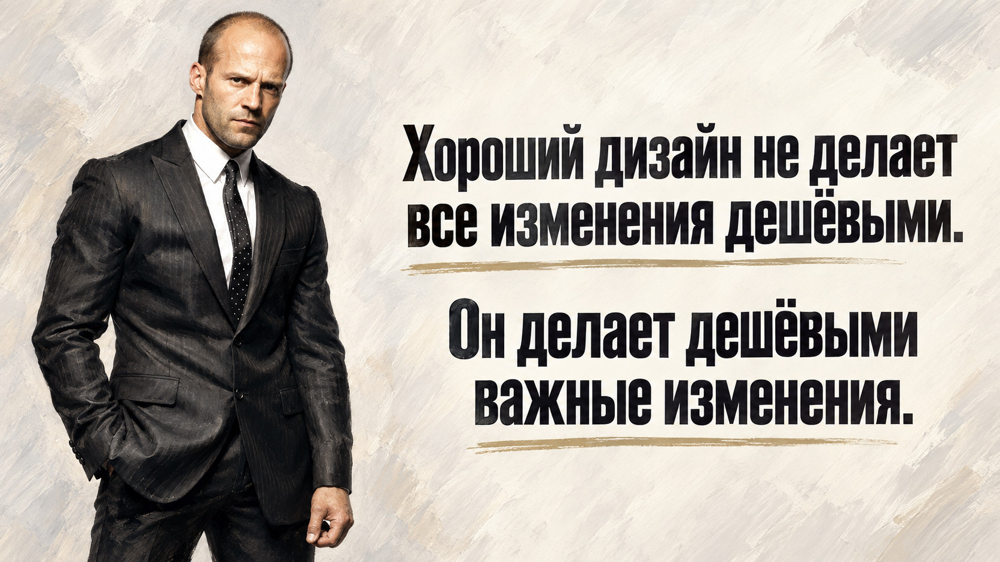 Хороший дизайн не делает
все изменения дешёвыми.
Он делает дешёвыми
важные изменения.